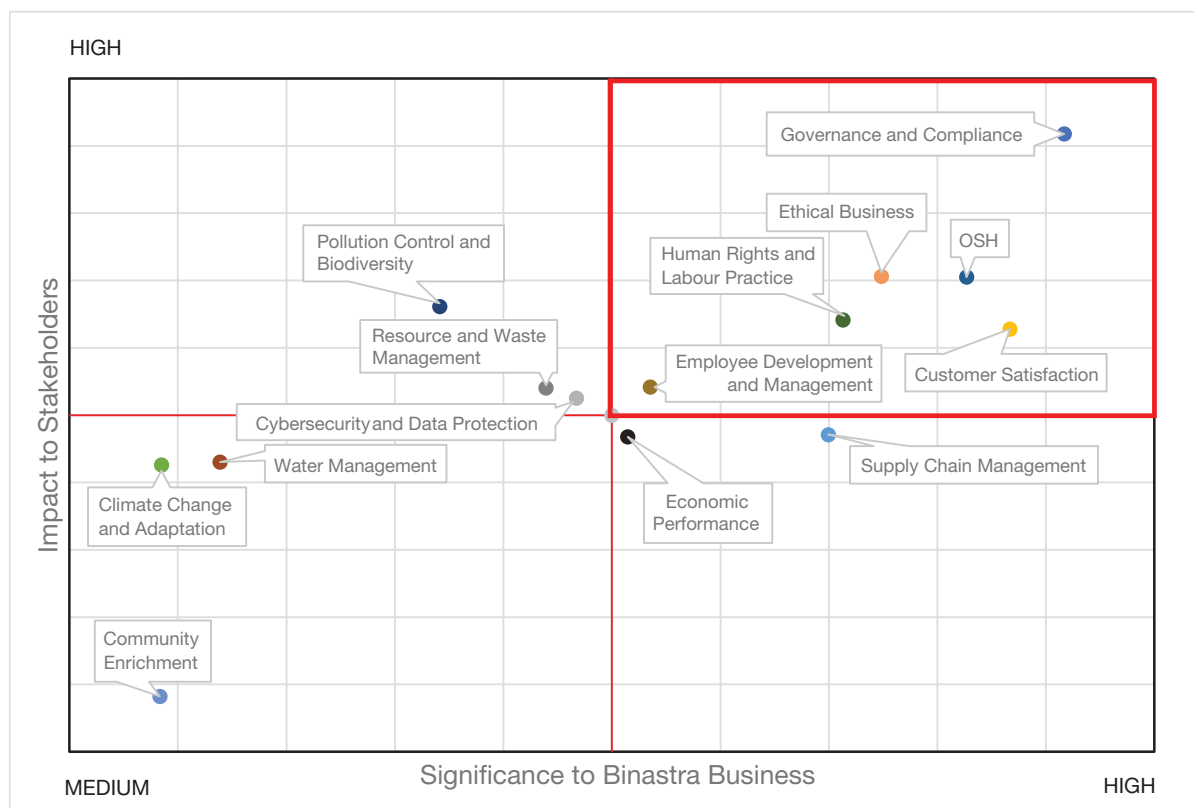 HIGH
Governance and Compliance
Ethical Business
OSH
Pollution Control and
Biodiversity
Human Rights and
Labour Practice
Resource and Waste
Management
Employee Development
and Management
Customer Satisfaction
Cybersecurity and Data Protection
Water Management
Supply Chain Management
Climate Change
and Adaptation
Economic
Performance
Community
Enrichment
Impact to Stakeholders
MEDIUM
Significance to Binastra Business
HIGH